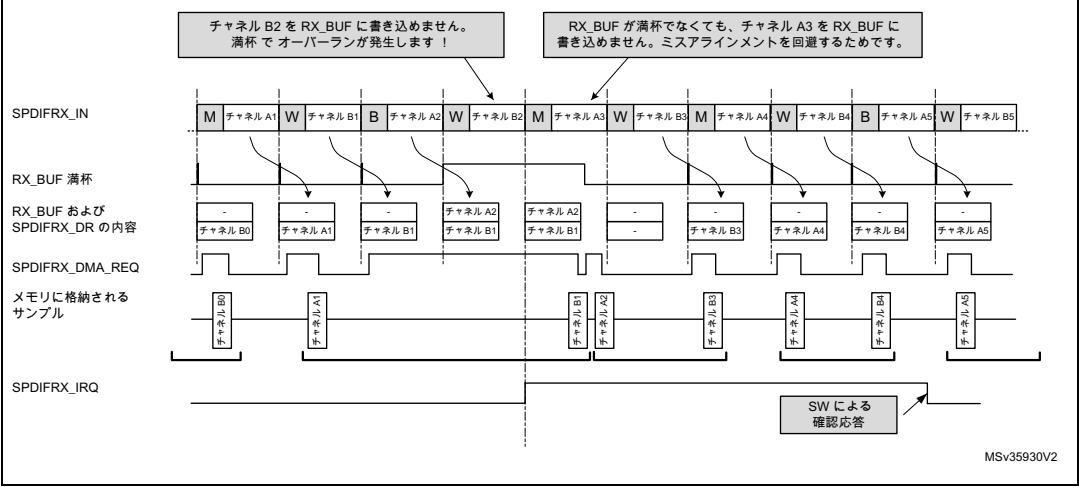 チャネル B2 を RX_BUF に書き込めません。
満杯 で オーバーランが発生します !
RX_BUF が満杯でなくても、チャネル A3 を RX_BUF に
書き込めません。ミスアラインメントを回避するためです。
SPDIFRX_IN
M チャネル A1 W チャネル B1 B チャネル A2 W チャネル B2 M チャネル A3 W チャネル B3 M チャネル A4 W チャネル B4 B チャネル A5 W チャネル B5
RX_BUF 満杯
RX_BUF および
SPDIFRX_DR の内容
- - - チャネル A2 チャネル A2 - - - - -
チャネル B0 チャネル A1 チャネル B1 チャネル B1 チャネル B1 - チャネル B3 チャネル A4 チャネル B4 チャネル A5
SPDIFRX_DMA_REQ
メモリに格納される
サンプル
チャネル B0
チャネル A1
チャネル B1
チャネル A2
チャネル B3
チャネル A4
チャネル B4
チャネル A5
SPDIFRX_IRQ
SW による
確認応答
MSv35930V2